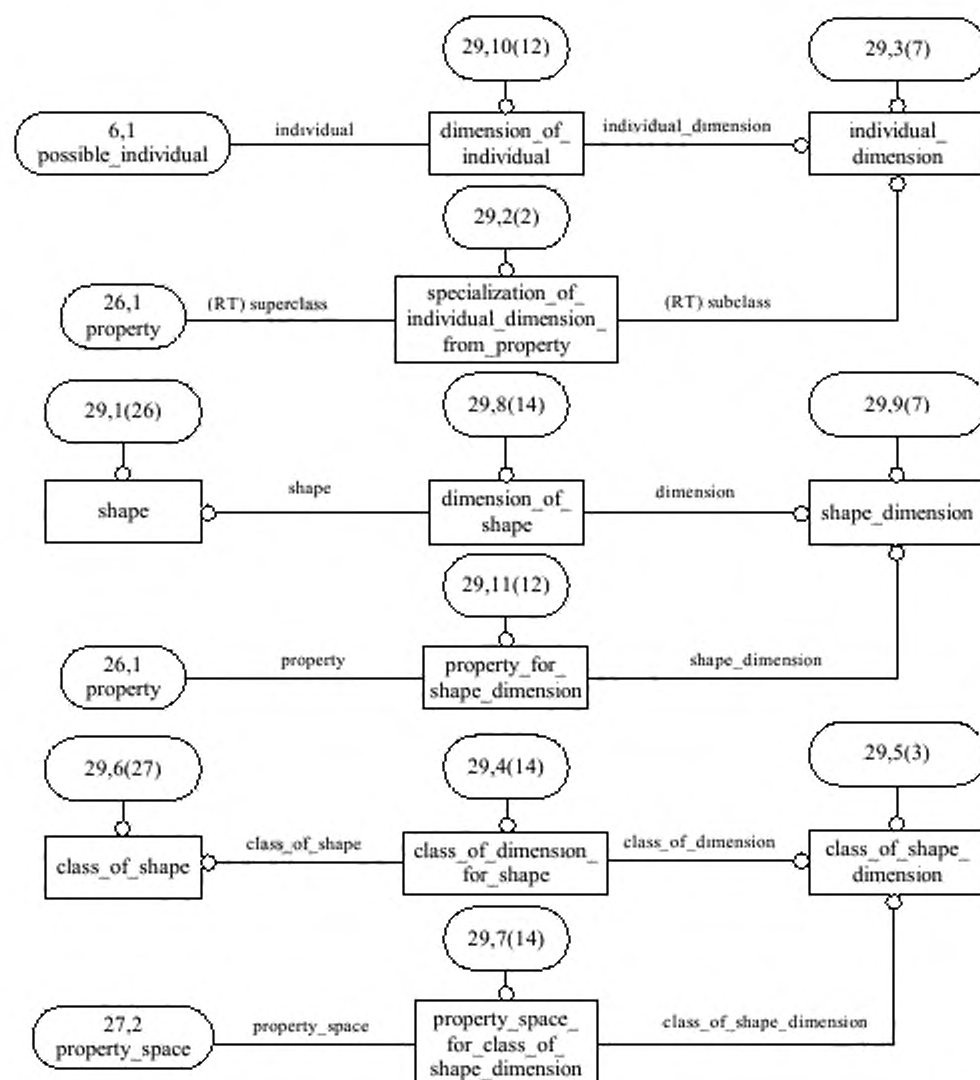 29,10(12)
29,3(7)
6,1
possible_individual
individual
dimension_of_
individual
individual_dimension
individual_
dimension
29,2(2)
26,1
property
(RT) superclass
specialization_of_
individual_dimension_
from_property
(RT) subclass
29,1(26)
29,8(14)
29,9(7)
shape
shape
dimension_of_
shape
dimension
shape_dimension
29,11(12)
26,1
property
property
property_for_
shape_dimension
shape_dimension
29,6(27)
29,4(14)
29,5(3)
class_of_shape
class_of_shape
class_of_dimension_
for_shape
class_of_dimension
class_of_shape_
dimension
29,7(14)
27,2
property_space
property_space
property_space_
for_class_of_
shape_dimension
class_of_shape_dimension